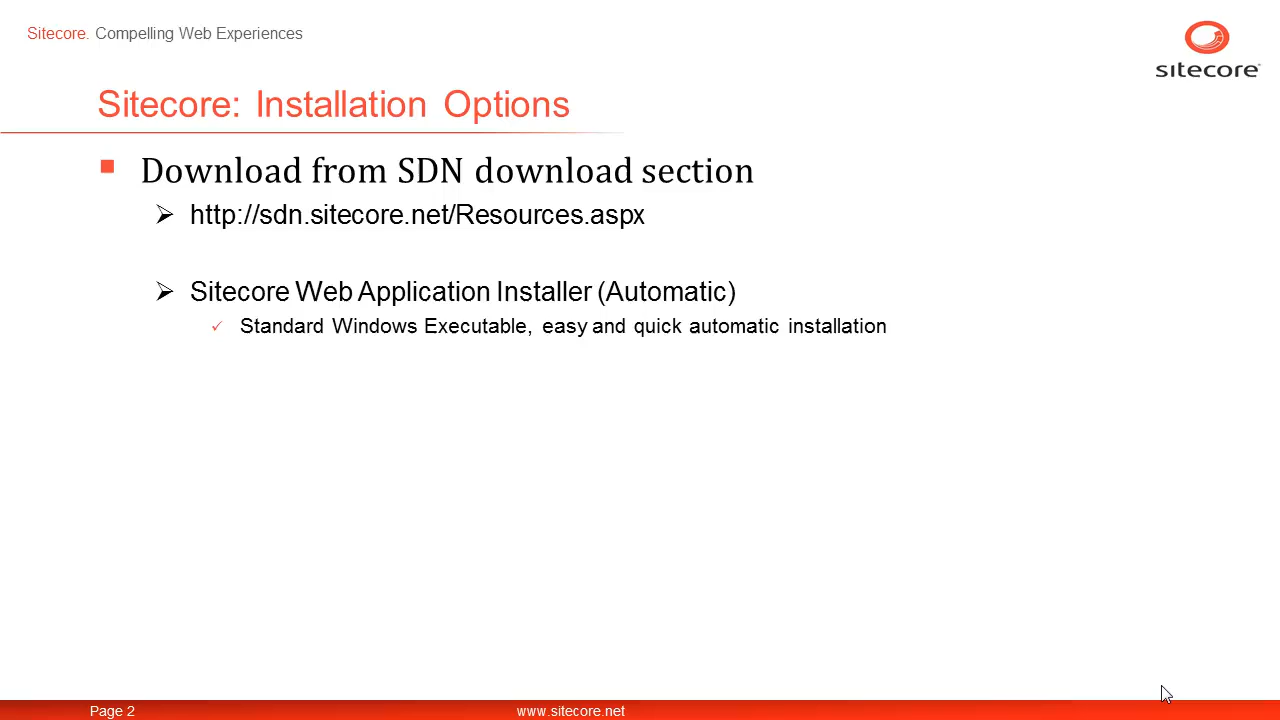 Sitecore. Compelling Web Experiences
sitecore
Sitecore: Installation Options
Download from SDN download section
http://sdn.sitecore.net/Resources.aspx
Sitecore Web Application Installer (Automatic)
Standard Windows Executable, easy and quick automatic installation
Page 2
www.sitecore.net